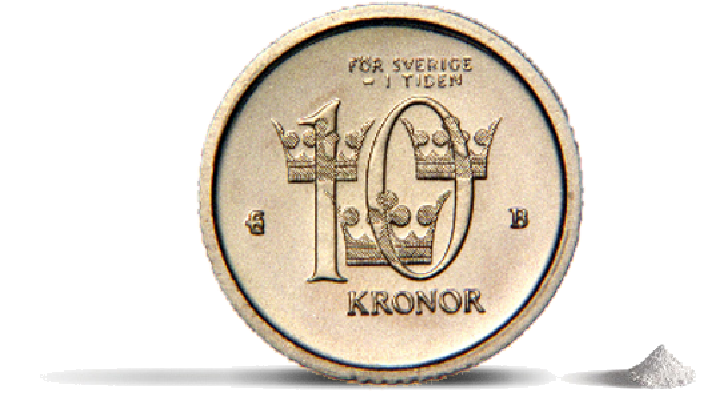 FÖR SVERIGE
- I TIDEN
10
B
KRONOR